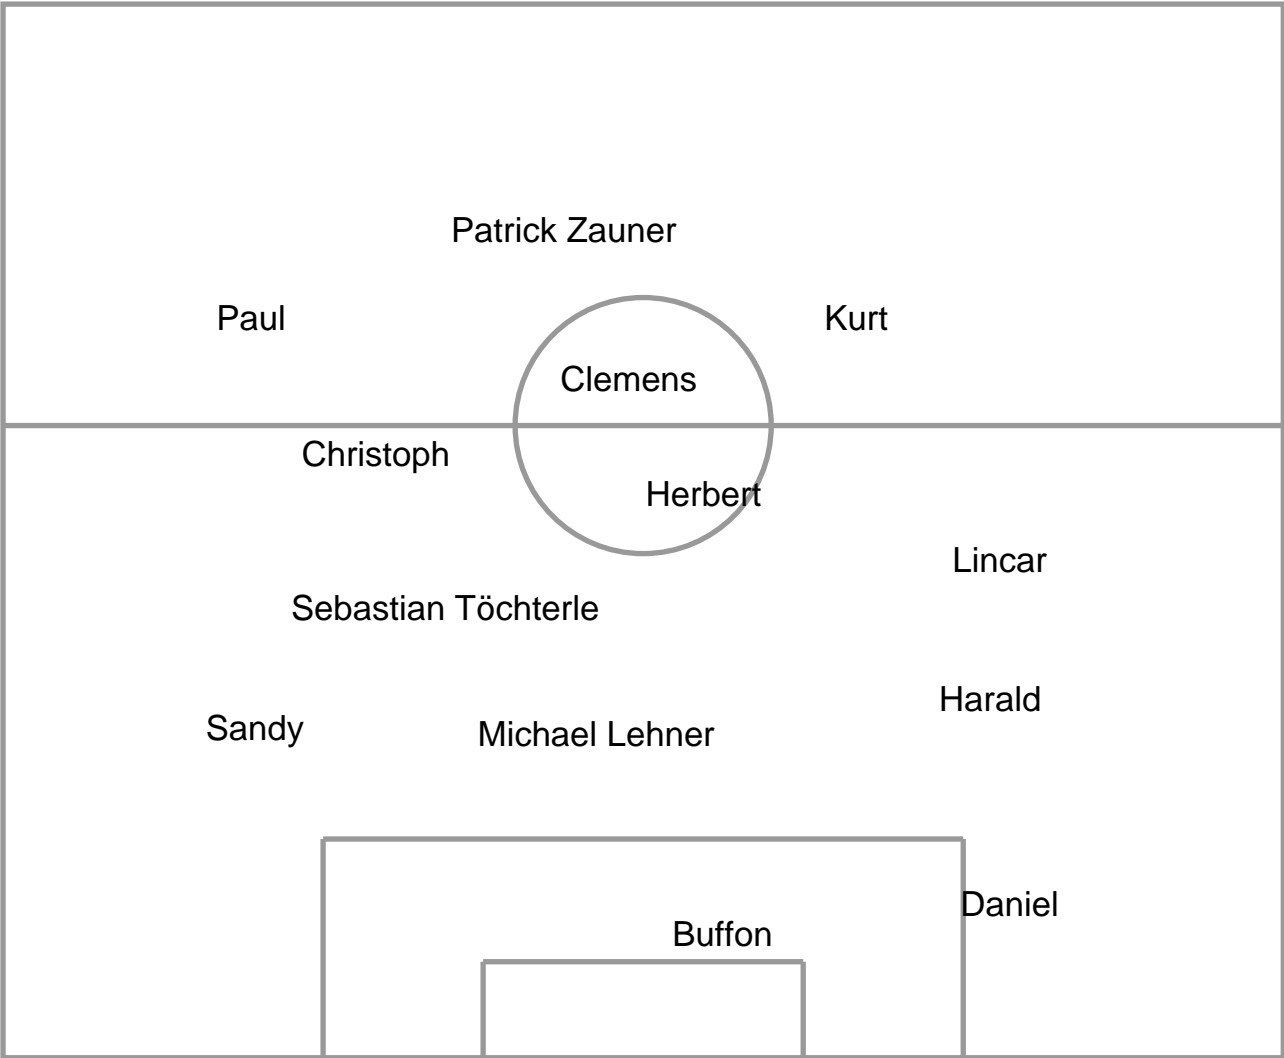 Patrick Zauner
Paul
Kurt
Clemens
Christoph
Herbert
Lincar
Sebastian Töchterle
Harald
Sandy
Michael Lehner
Daniel
Buffon